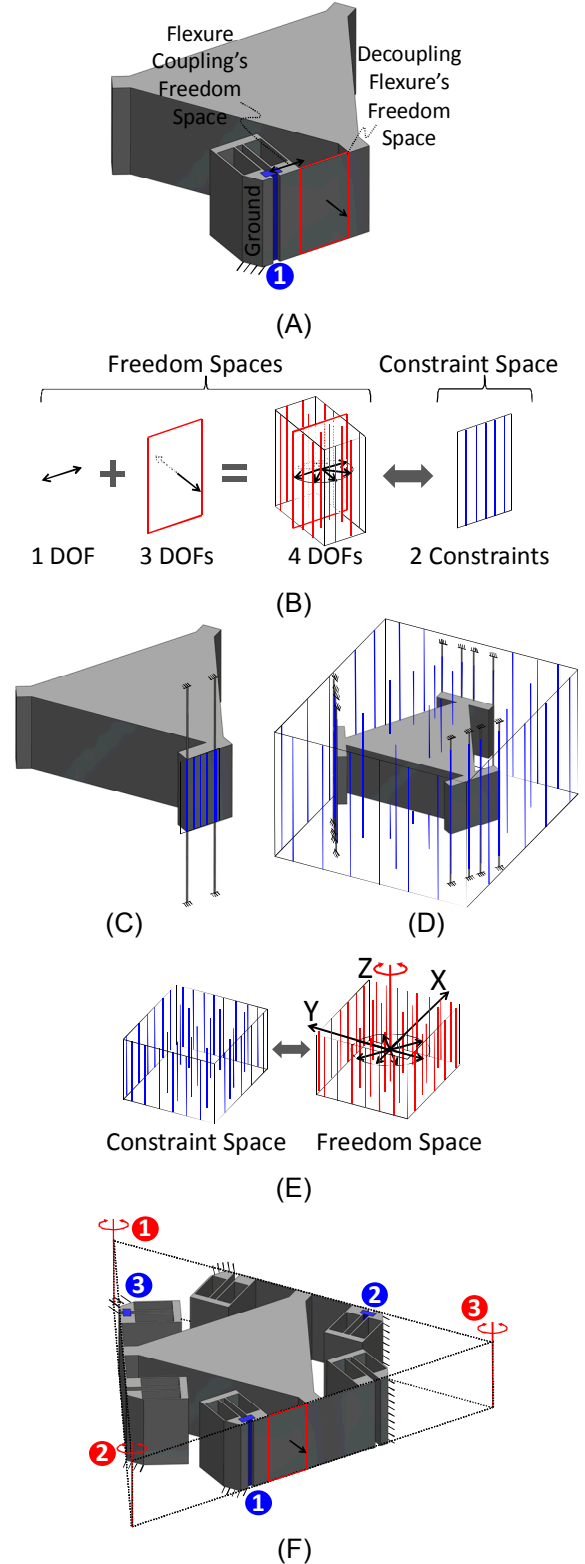 Flexure
Coupling's
Freedom
Space
Decoupling
Flexure's
Freedom
Space
Ground
1
(A)
Freedom Spaces
Constraint Space
+
=
1 DOF
3 DOFs
4 DOFs
2 Constraints
(B)
(C)
(D)
Z
X
Y
Constraint Space
Freedom Space
(E)
1
3
2
3
2
1
(F)